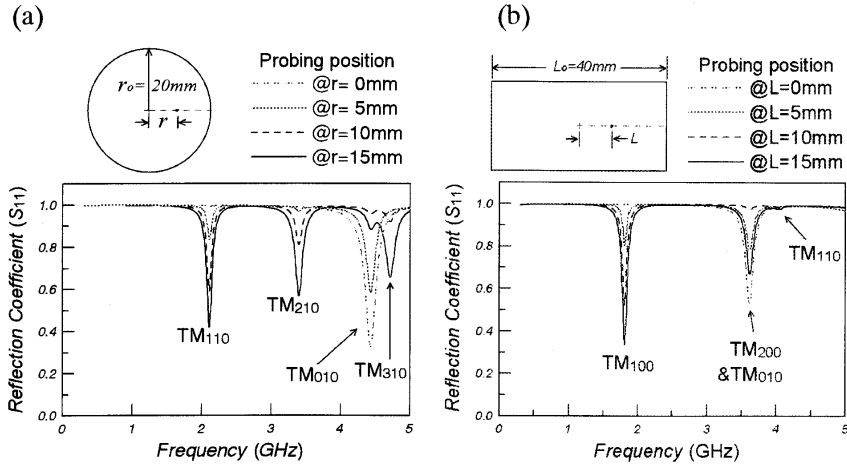 (a)
Probing position
@r= 0mm
@r= 5mm
@r=10mm
@r=15mm
rₒ= 20mm
r
Reflection Coefficient (S₁₁)
1.0
0.8
0.6
0.4
0.2
0.0
TM₁₁₀
TM₂₁₀
TM₀₁₀
TM₃₁₀
0 1 2 3 4 5
Frequency (GHz)
(b)
Lₒ=40mm
Probing position
@L=0mm
@L=5mm
@L=10mm
@L=15mm
L
Reflection Coefficient (S₁₁)
1.0
0.8
0.6
0.4
0.2
0.0
TM₁₁₀
TM₁₀₀
TM₂₀₀
&TM₀₁₀
0 1 2 3 4 5
Frequency (GHz)